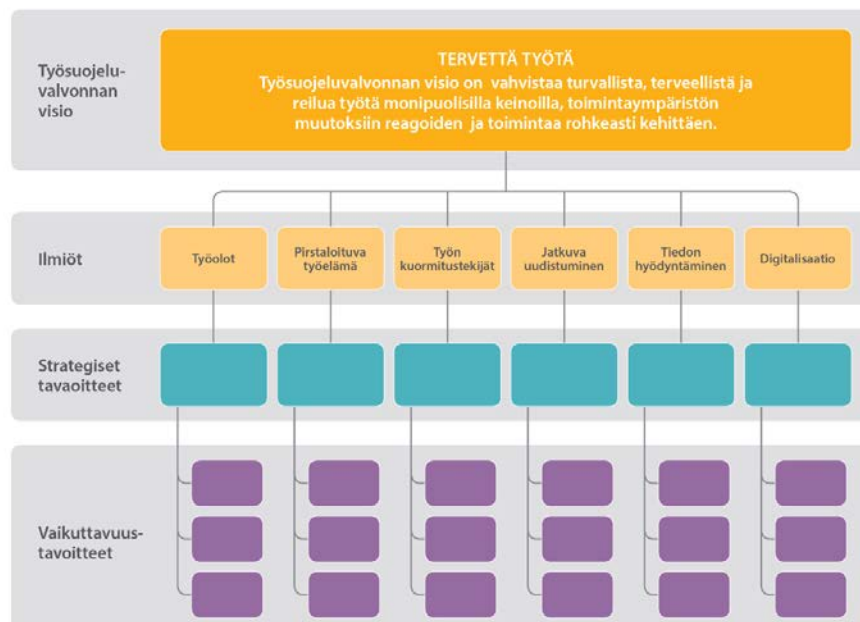 Työsuojelu-
valvonnan
visio
TERVETTÄ TYÖTÄ
Työsuojeluvalvonnan visio on vahvistaa turvallista, terveellistä ja
reilua työtä monipuolisilla keinoilla, toimintaympäristön
muutoksiin reagoiden ja toimintaa rohkeasti kehittäen.
Ilmiöt
Työolot
Pirstaloituva
työelämä
Työn
kuormitustekijät
Jatkuva
uudistuminen
Tiedon
hyödyntäminen
Digitalisaatio
Strategiset
tavaoitteet
Vaikuttavuus-
tavoitteet